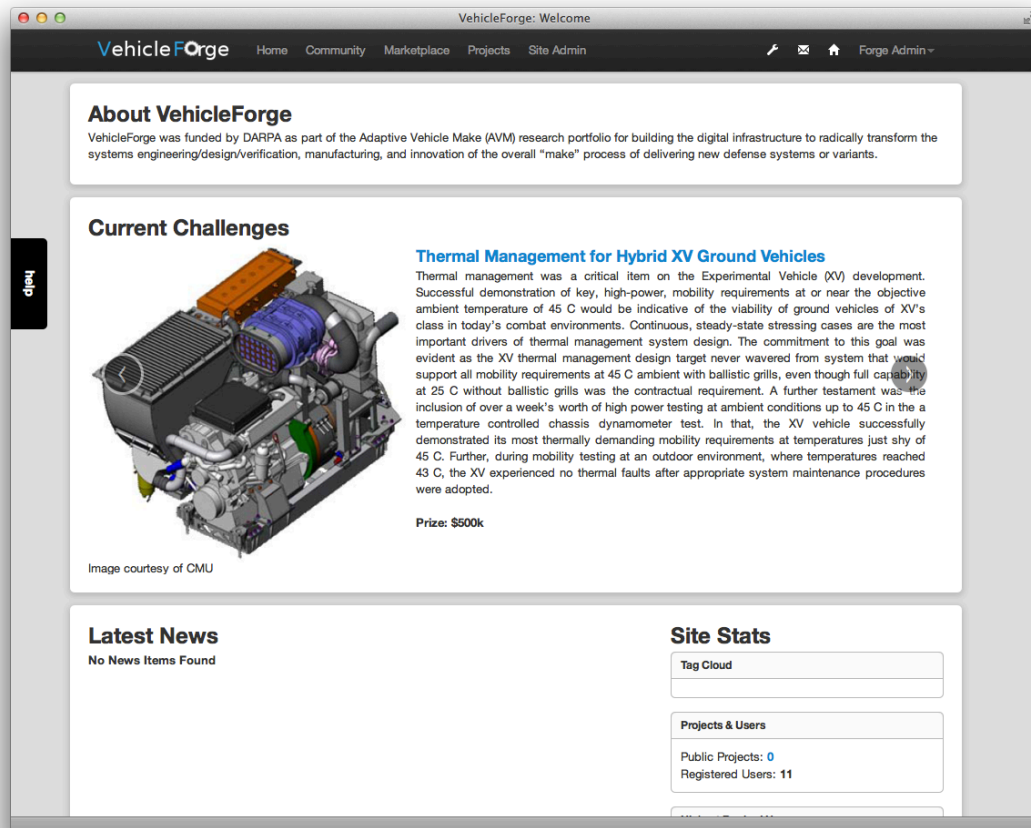 VehicleForge: Welcome
VehicleForge Home Community Marketplace Projects Site Admin Forge Admin
About VehicleForge
VehicleForge was funded by DARPA as part of the Adaptive Vehicle Make (AVM) research portfolio for building the digital infrastructure to radically transform the
systems engineering/design/verification, manufacturing, and innovation of the overall “make” process of delivering new defense systems or variants.
help
Current Challenges
Thermal Management for Hybrid XV Ground Vehicles
Thermal management was a critical item on the Experimental Vehicle (XV) development.
Successful demonstration of key, high-power, mobility requirements at or near the objective
ambient temperature of 45 C would be indicative of the viability of ground vehicles of XV’s
class in today’s combat environments. Continuous, steady-state stressing cases are the most
important drivers of thermal management system design. The commitment to this goal was
evident as the XV thermal management design target never wavered from system that would
support all mobility requirements at 45 C ambient with ballistic grills, even though full capability
at 25 C without ballistic grills was the contractual requirement. A further testament was the
inclusion of over a week’s worth of high power testing at ambient conditions up to 45 C in the a
temperature controlled chassis dynamometer test. In that, the XV vehicle successfully
demonstrated its most thermally demanding mobility requirements at temperatures just shy of
45 C. Further, during mobility testing at an outdoor environment, where temperatures reached
43 C, the XV experienced no thermal faults after appropriate system maintenance procedures
were adopted.
Prize: $500k
Image courtesy of CMU
Latest News
No News Items Found
Site Stats
Tag Cloud
Projects & Users
Public Projects: 0
Registered Users: 11